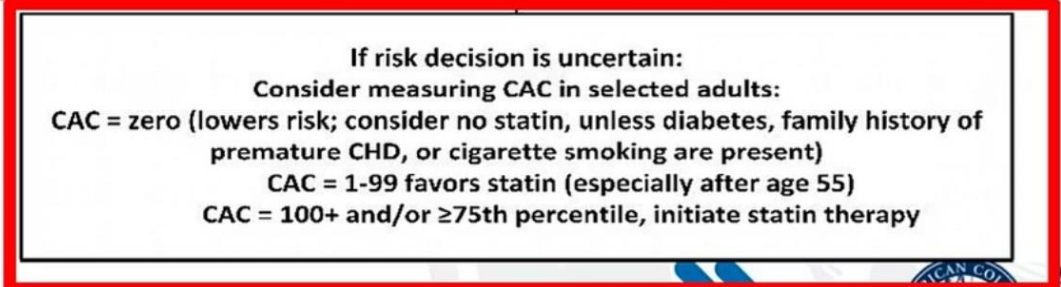 If risk decision is uncertain:
Consider measuring CAC in selected adults:
CAC = zero (lowers risk; consider no statin, unless diabetes, family history of
premature CHD, or cigarette smoking are present)
CAC = 1-99 favors statin (especially after age 55)
CAC = 100+ and/or ≥75th percentile, initiate statin therapy